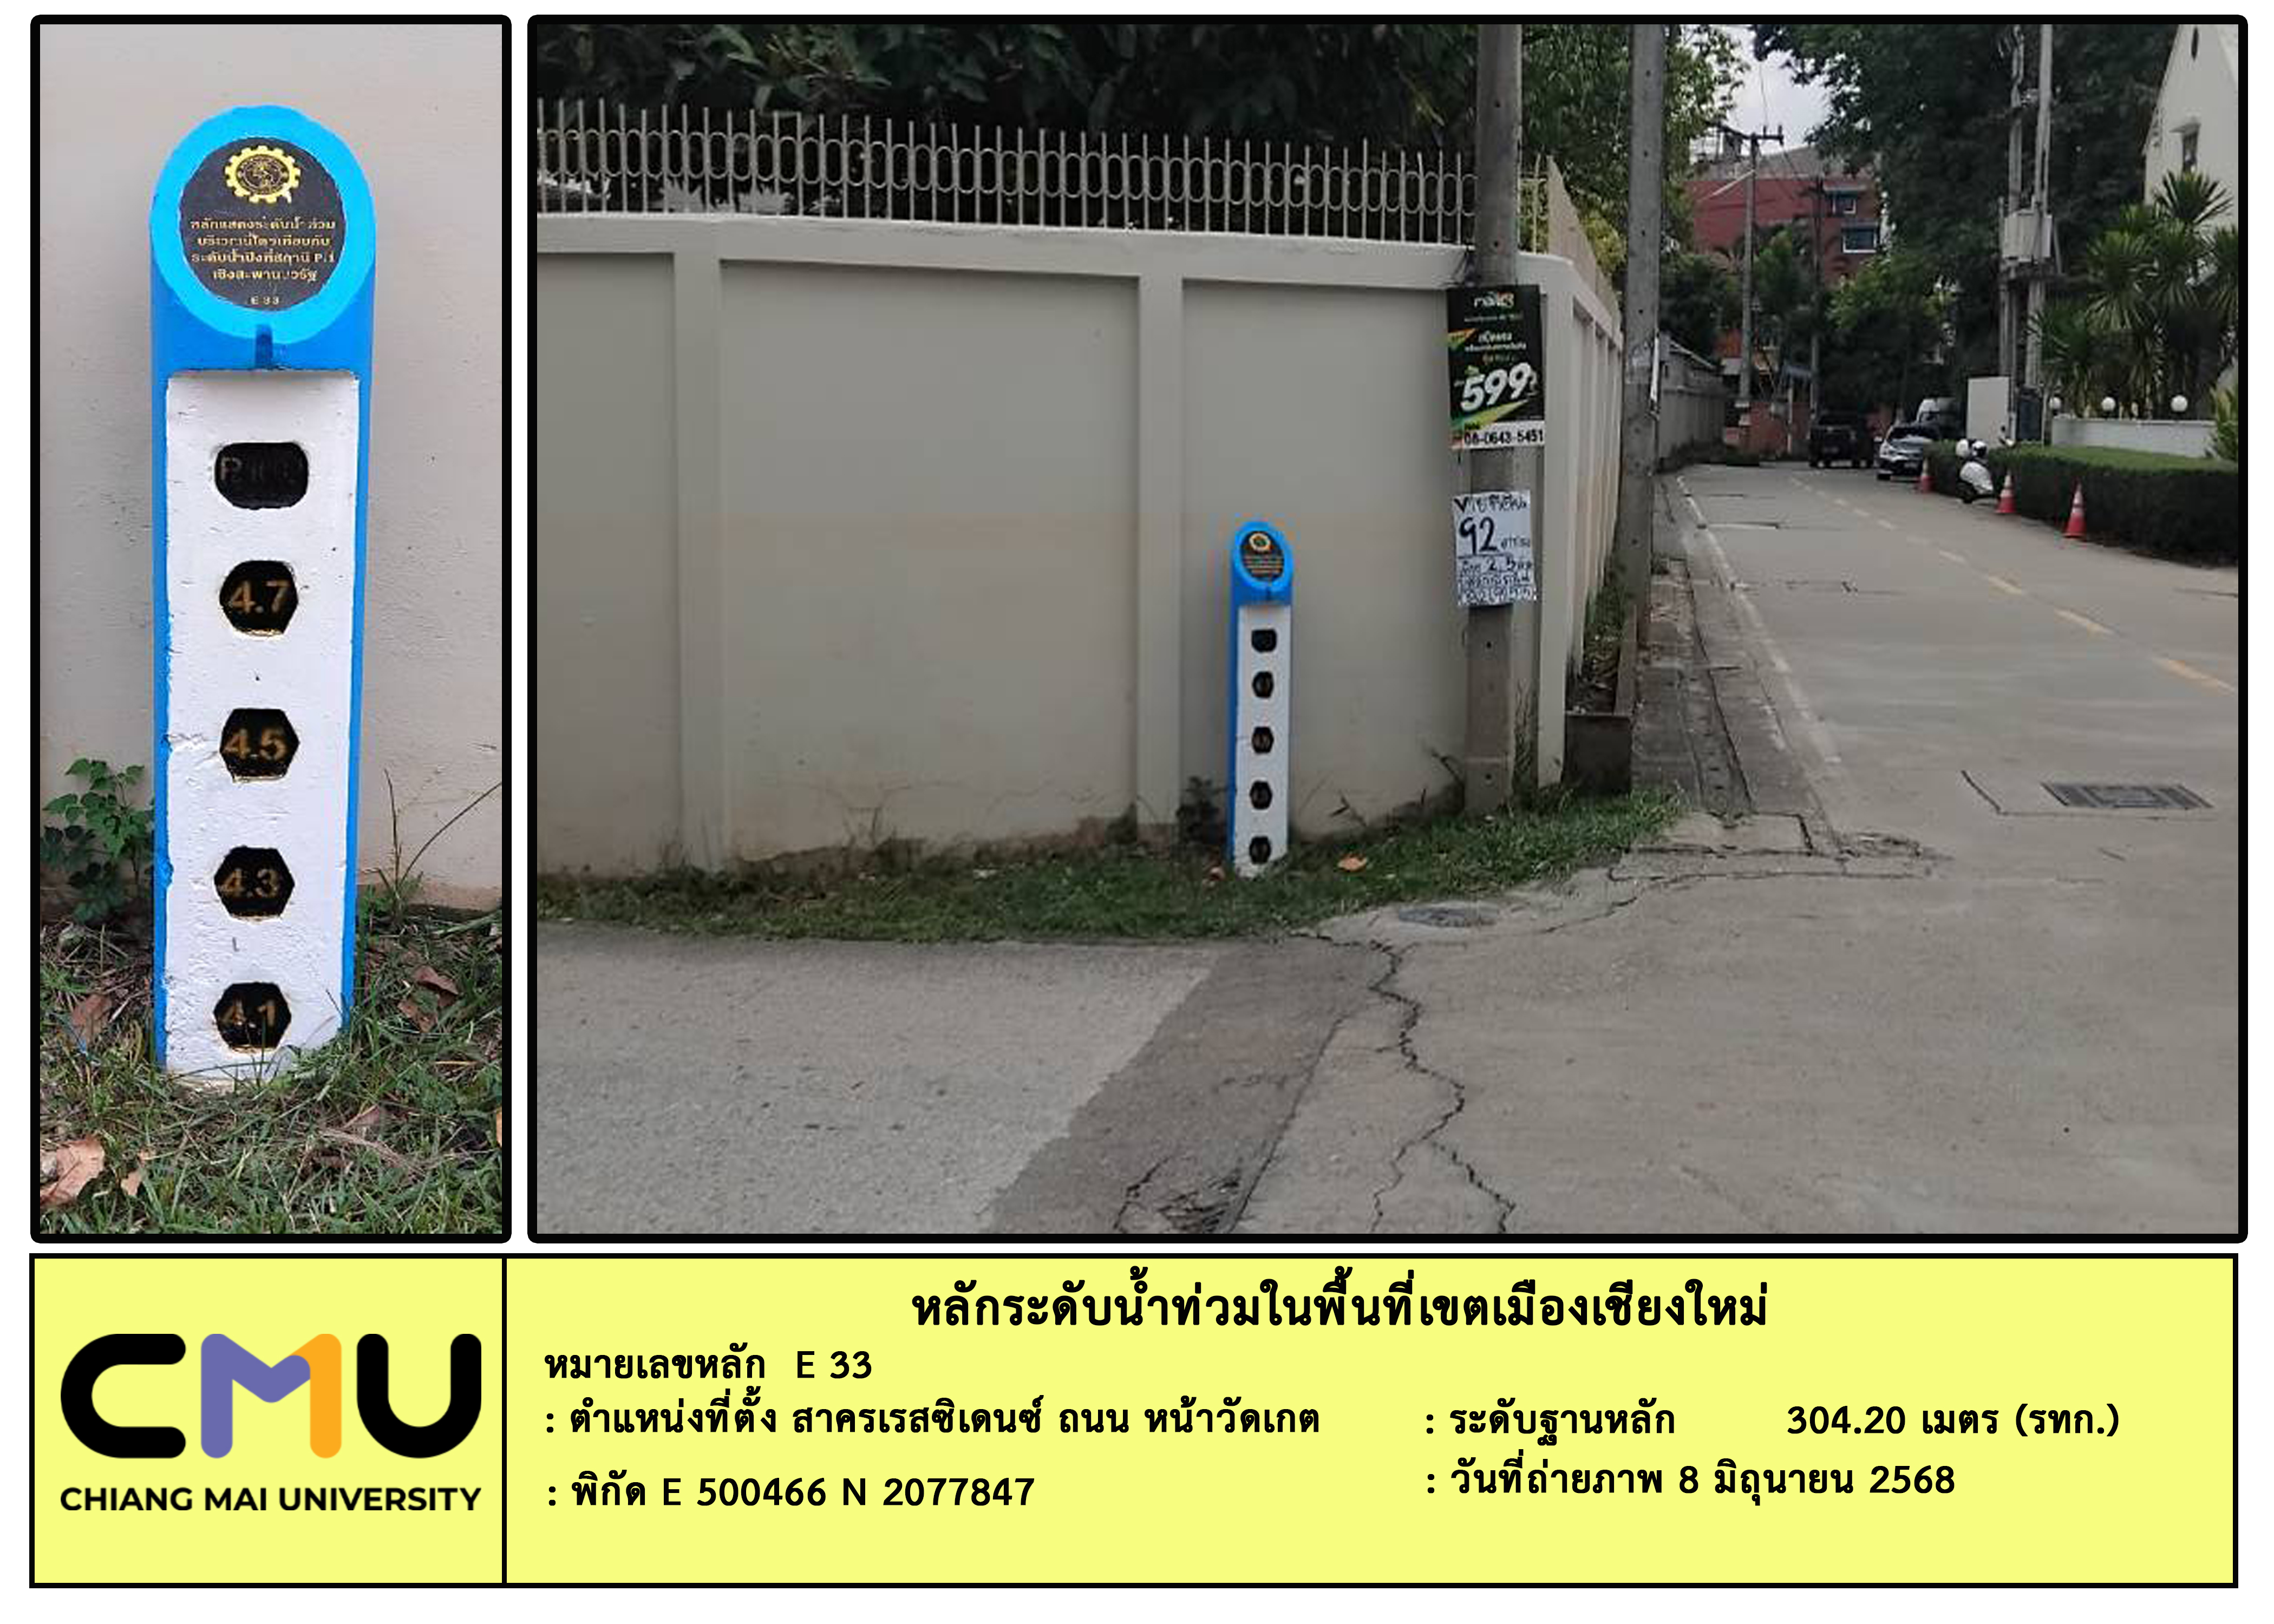 หลักแสดงระดับน้ำท่วม
บริเวณนี้โดยเทียบกับ
ระดับน้ำปิงที่สถานี P.1
เชิงสะพานนวรัฐ
E 33
4.7
4.5
4.3
4.1
599
08-0643-5451
92
หลักระดับน้ำท่วมในพื้นที่เขตเมืองเชียงใหม่
หมายเลขหลัก E 33
: ตำแหน่งที่ตั้ง สาครเรสซิเดนซ์ ถนน หน้าวัดเกต
: ระดับฐานหลัก 304.20 เมตร (รทก.)
: พิกัด E 500466 N 2077847
: วันที่ถ่ายภาพ 8 มิถุนายน 2568
CMU
CHIANG MAI UNIVERSITY